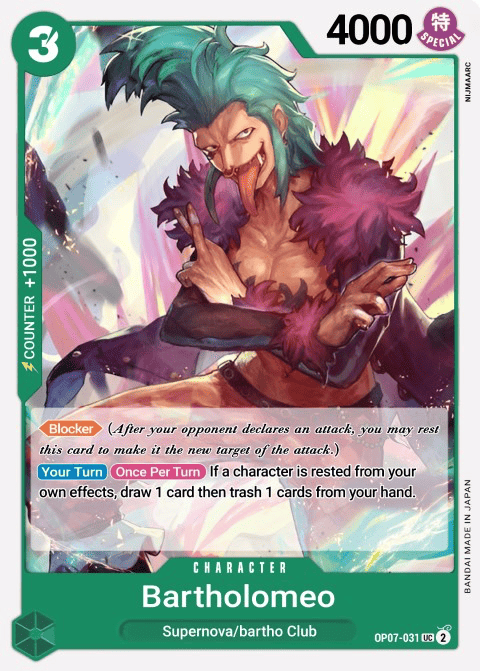 3
4000
特
SPECIAL
NIJMAARC
COUNTER +1000
Blocker (After your opponent declares an attack, you may rest
this card to make it the new target of the attack.)
Your Turn Once Per Turn If a character is rested from your
own effects, draw 1 card then trash 1 cards from your hand.
BANDAI MADE IN JAPAN
CHARACTER
Bartholomeo
Supernova/bartho Club
OP07-031 UC 2